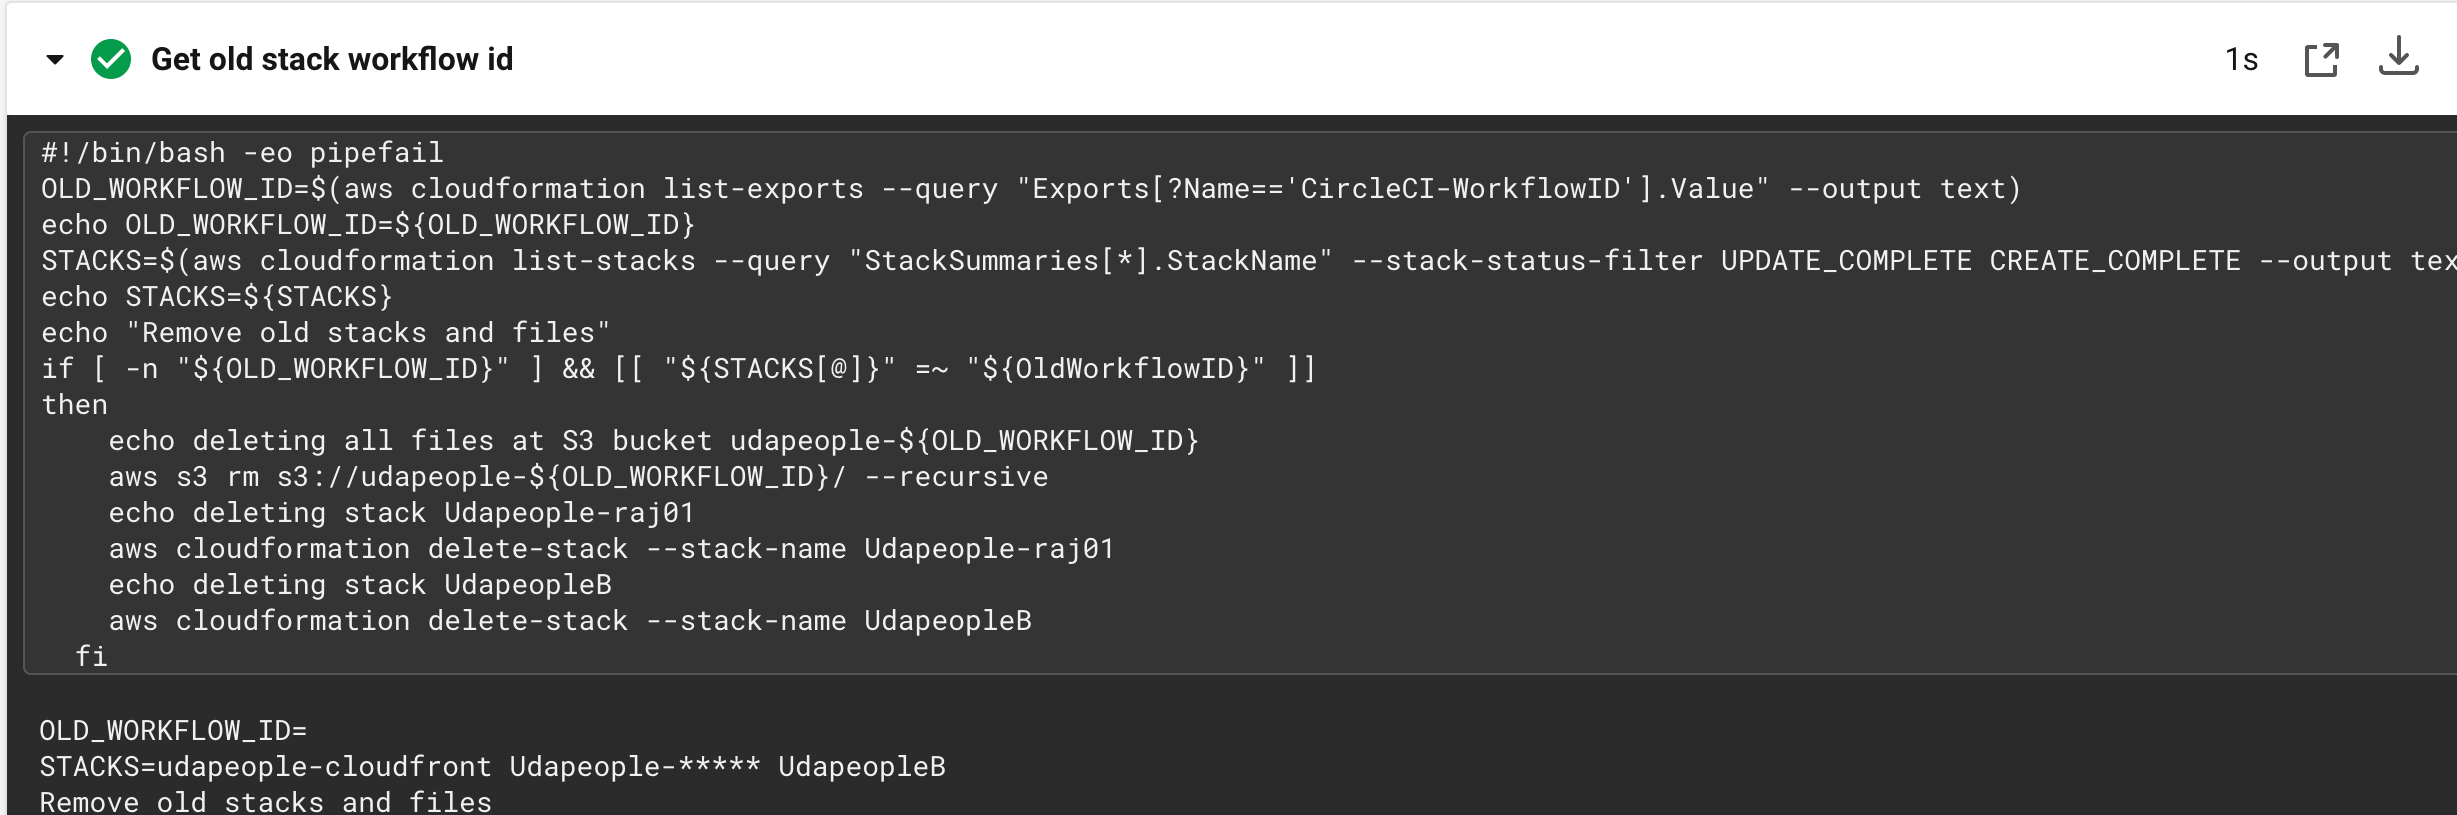 Get old stack workflow id
1s
#!/bin/bash -eo pipefail
OLD_WORKFLOW_ID=$(aws cloudformation list-exports --query "Exports[?Name=='CircleCI-WorkflowID'].Value" --output text)
echo OLD_WORKFLOW_ID=${OLD_WORKFLOW_ID}
STACKS=$(aws cloudformation list-stacks --query "StackSummaries[*].StackName" --stack-status-filter UPDATE_COMPLETE CREATE_COMPLETE --output tex
echo STACKS=${STACKS}
echo "Remove old stacks and files"
if [ -n "${OLD_WORKFLOW_ID}" ] && [[ "${STACKS[@]}" =~ "${OldWorkflowID}" ]]
then
    echo deleting all files at S3 bucket udapeople-${OLD_WORKFLOW_ID}
    aws s3 rm s3://udapeople-${OLD_WORKFLOW_ID}/ --recursive
    echo deleting stack Udapeople-raj01
    aws cloudformation delete-stack --stack-name Udapeople-raj01
    echo deleting stack UdapeopleB
    aws cloudformation delete-stack --stack-name UdapeopleB
  fi
OLD_WORKFLOW_ID=
STACKS=udapeople-cloudfront Udapeople-***** UdapeopleB
Remove old stacks and files